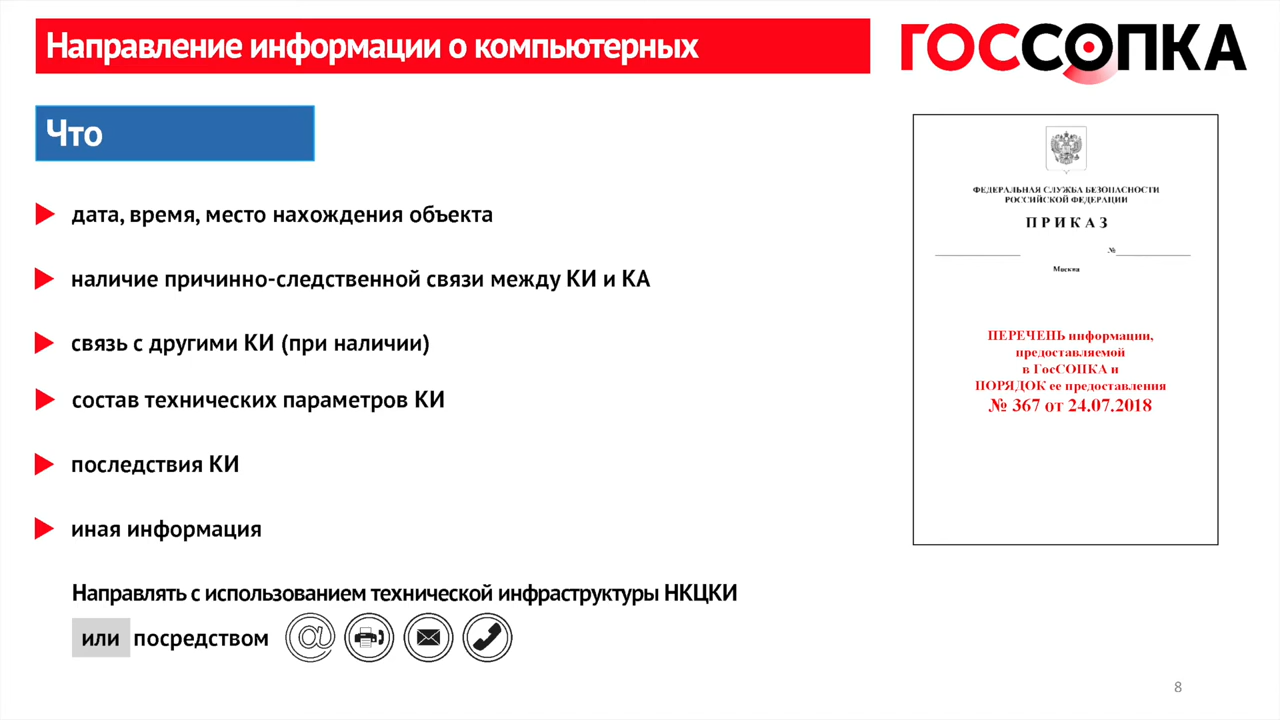 Направление информации о компьютерных
ГОССОПКА
Что
дата, время, место нахождения объекта
наличие причинно-следственной связи между КИ и КА
связь с другими КИ (при наличии)
состав технических параметров КИ
последствия КИ
иная информация
Направлять с использованием технической инфраструктуры НКЦКИ
или посредством
ФЕДЕРАЛЬНАЯ СЛУЖБА БЕЗОПАСНОСТИ
РОССИЙСКОЙ ФЕДЕРАЦИИ
ПРИКАЗ
№
Москва
ПЕРЕЧЕНЬ информации,
предоставляемой
в ГосСОПКА и
ПОРЯДОК ее предоставления
№ 367 от 24.07.2018
8